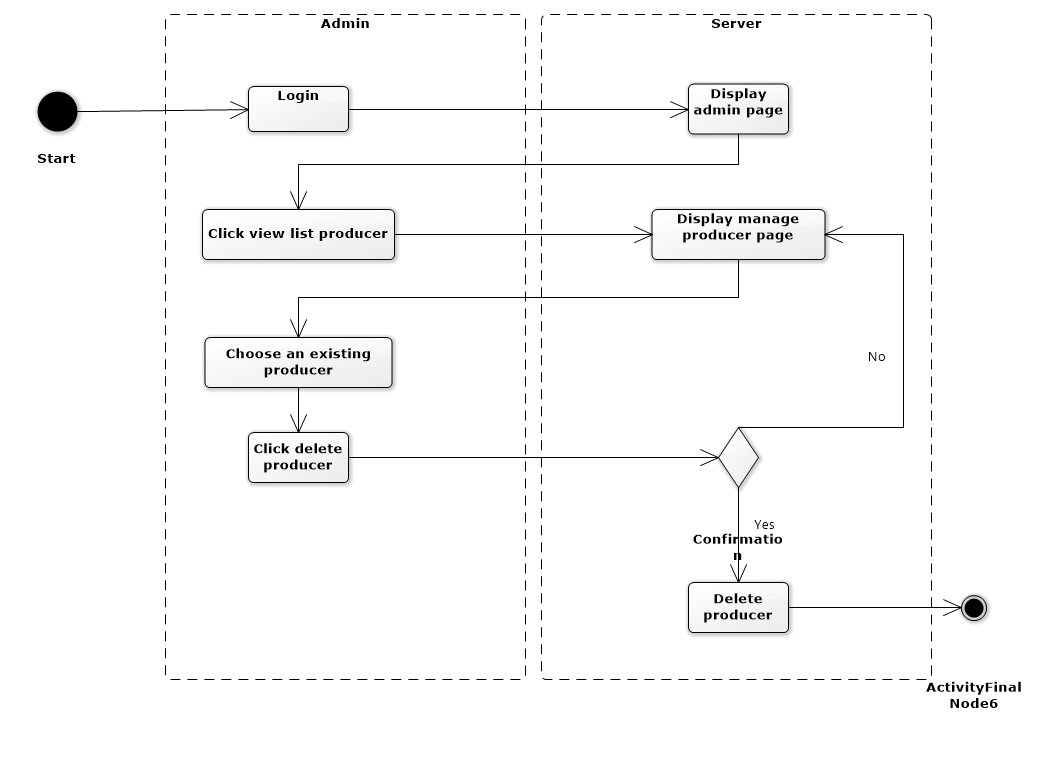 Admin
Server
Login
Display
admin page
Start
Click view list producer
Display manage
producer page
Choose an existing
producer
No
Click delete
producer
Yes
Confirmatio
n
Delete
producer
ActivityFinal
Node6